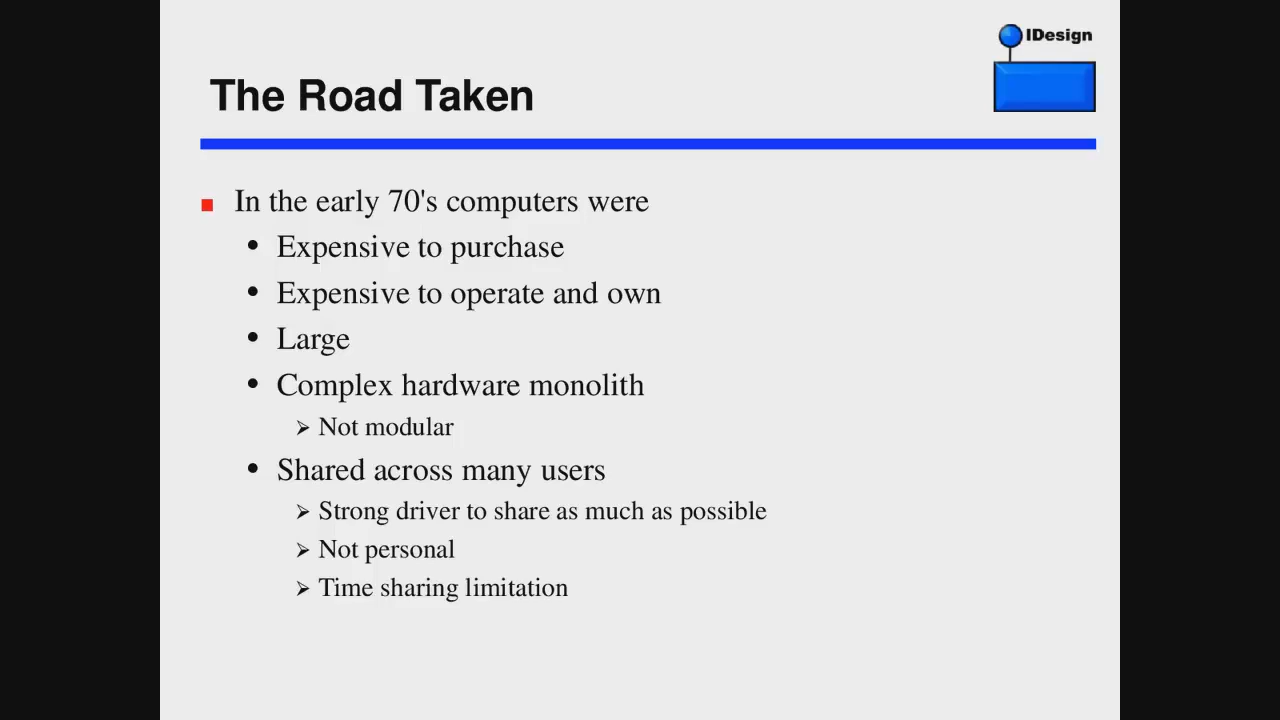 IDesign
The Road Taken
In the early 70's computers were
Expensive to purchase
Expensive to operate and own
Large
Complex hardware monolith
Not modular
Shared across many users
Strong driver to share as much as possible
Not personal
Time sharing limitation